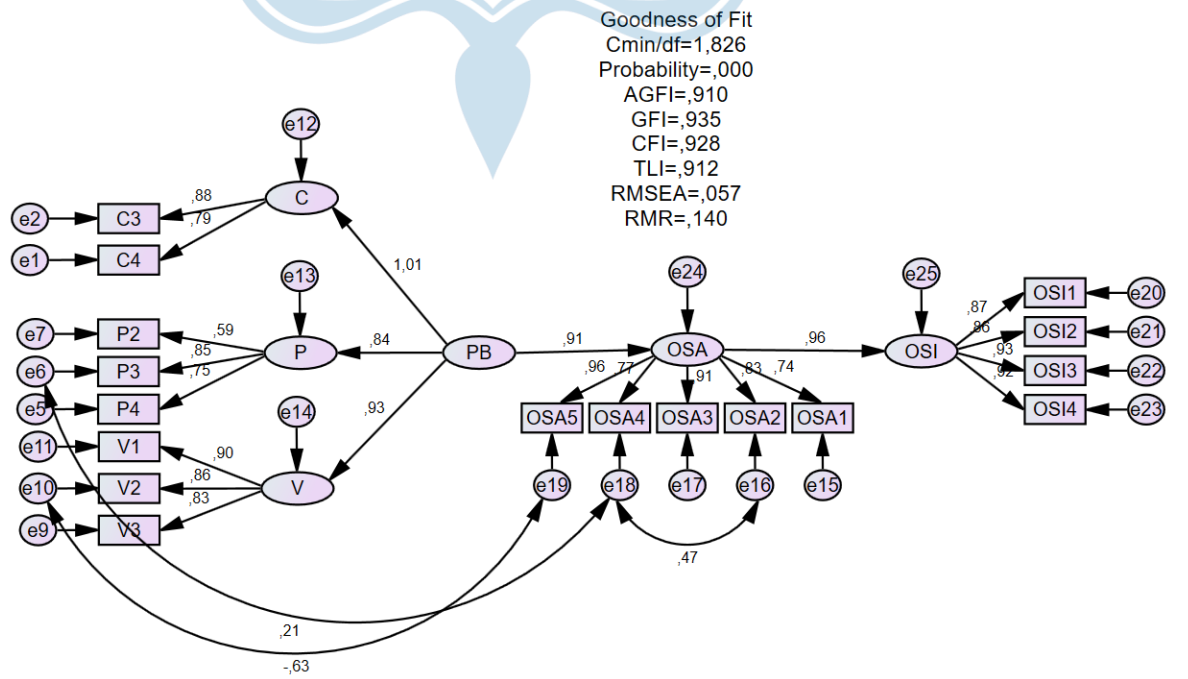 Goodness of Fit
Cmin/df=1,826
Probability=,000
AGFI=,910
GFI=,935
CFI=,928
TLI=,912
RMSEA=,057
RMR=,140
e12
C
,88
e2 C3
,79
e1 C4
1,01
e13
e24
e25
e7 P2
,59
e6 P3
,85
P
,84
PB
,91
OSA
,96
OSI
,75
e5 P4
,87
OSI1 e20
,86
OSI2 e21
,93
OSI3 e22
,92
OSI4 e23
,96 ,77 ,91 ,83 ,74
OSA5 OSA4 OSA3 OSA2 OSA1
e14
,93
e11 V1
,90
e10 V2
,86
V
,83
e9 V3
e19 e18 e17 e16 e15
,47
,21
-,63